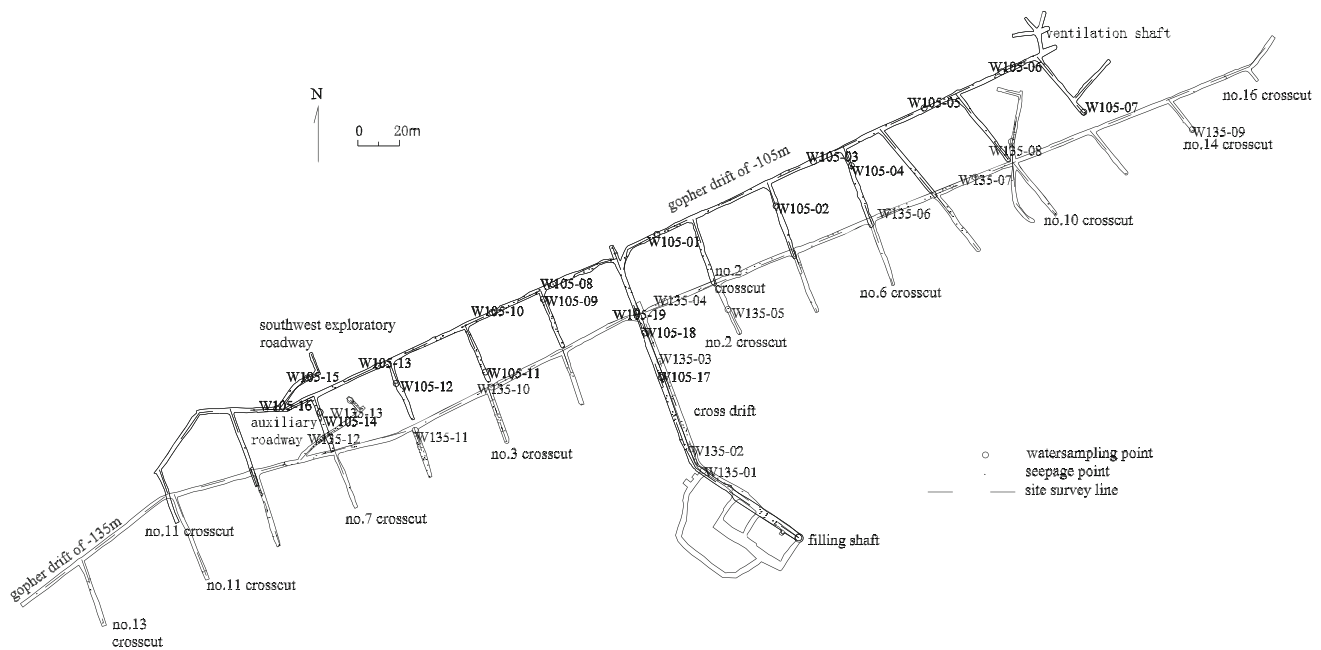 ventilation shaft
W105-06
no.16 crosscut
W105-05
W105-07
N
0 20m
W135-09
no.14 crosscut
W135-08
gopher drift of -105m
W105-03
W105-04
W135-07
W105-02
W135-06
no.10 crosscut
W105-01
no.2
crosscut
W105-08
no.6 crosscut
W105-09
W135-04
W105-10
W105-19
W135-05
southwest exploratory
roadway
W105-18
no.2 crosscut
W105-13
W135-03
W105-15
W105-11
W105-17
W105-12
W135-10
W105-16
W135-13
cross drift
auxiliary
W105-14
roadway
W135-12
W135-11
no.3 crosscut
W135-02
watersampling point
W135-01
seepage point
site survey line
no.7 crosscut
gopher drift of -135m
no.11 crosscut
filling shaft
no.11 crosscut
no.13
crosscut